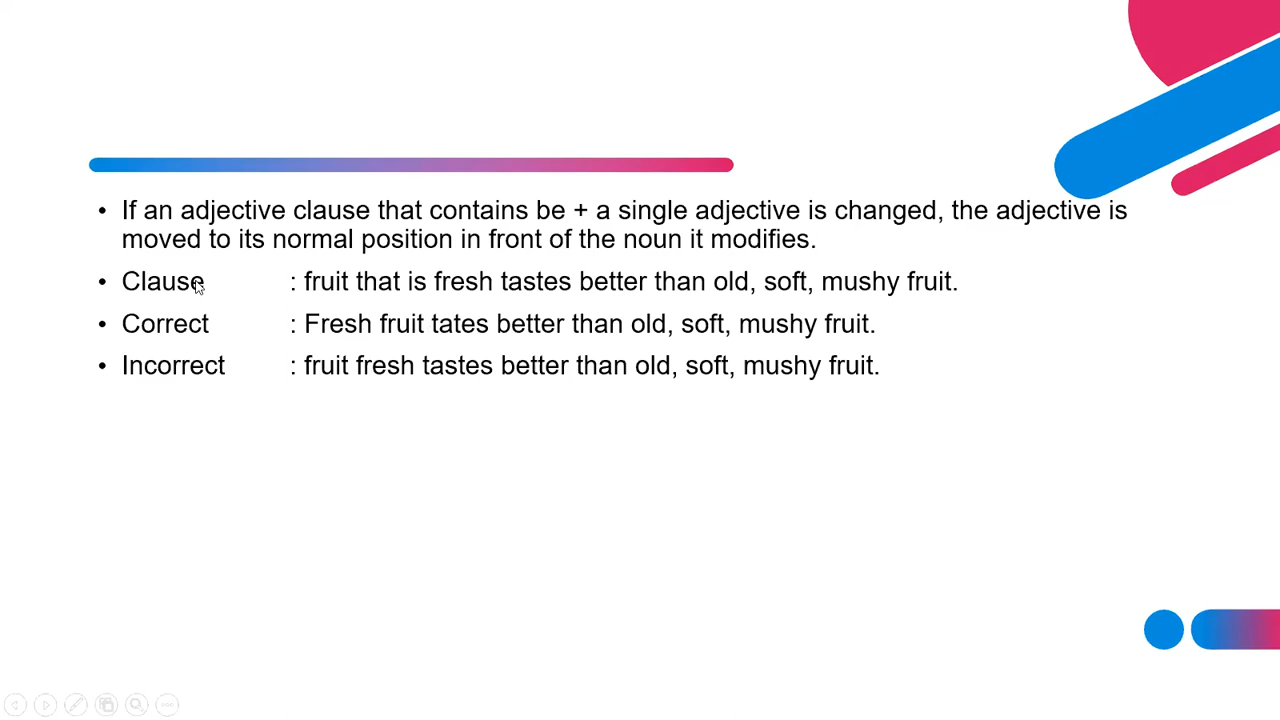 • If an adjective clause that contains be + a single adjective is changed, the adjective is
moved to its normal position in front of the noun it modifies.
• Clause : fruit that is fresh tastes better than old, soft, mushy fruit.
• Correct : Fresh fruit tates better than old, soft, mushy fruit.
• Incorrect : fruit fresh tastes better than old, soft, mushy fruit.